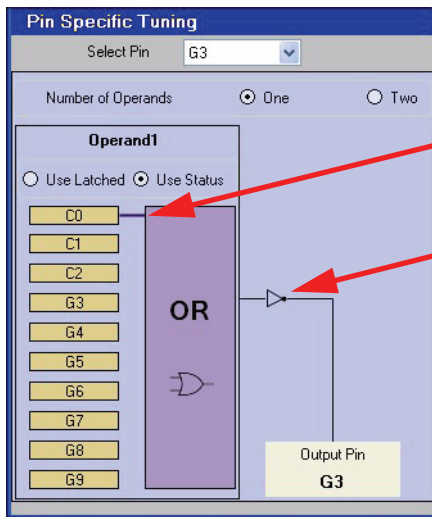 Pin Specific Tuning
Select Pin G3
Number of Operands One Two
Operand1
Use Latched Use Status
C0
C1
C2
G3
G4
G5
G6
G7
G8
G9
OR
Output Pin
G3